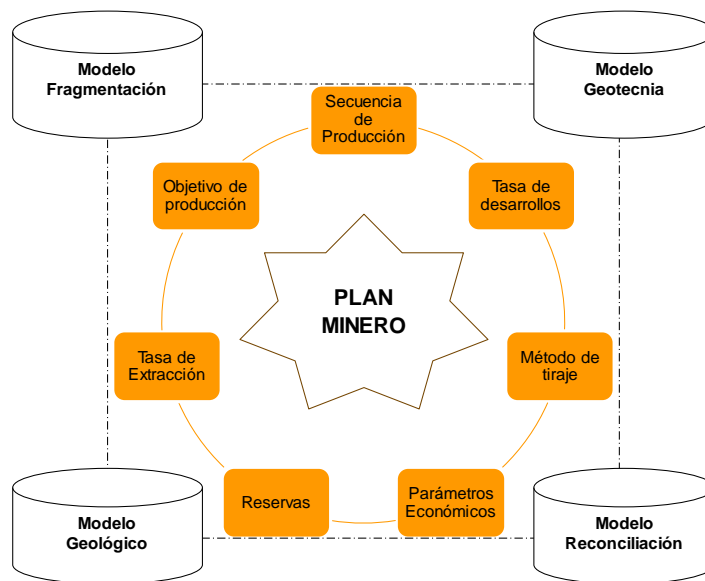 Modelo
Fragmentación
Modelo
Geotecnia
Secuencia
de
Producción
Objetivo de
producción
Tasa de
desarrollos
PLAN
MINERO
Tasa de
Extracción
Método de
tiraje
Reservas
Parámetros
Económicos
Modelo
Geológico
Modelo
Reconciliación